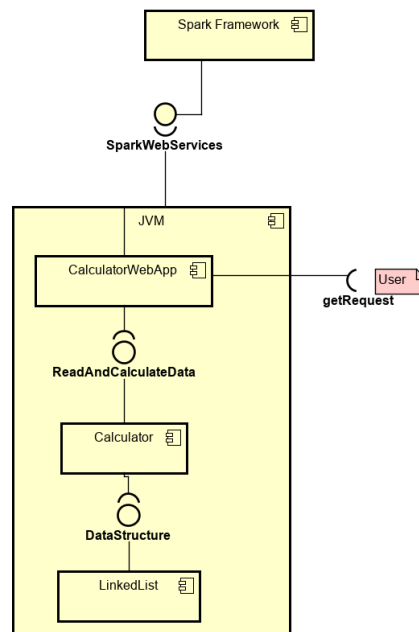 Spark Framework
SparkWebServices
JVM
CalculatorWebApp
User
getRequest
ReadAndCalculateData
Calculator
DataStructure
LinkedList